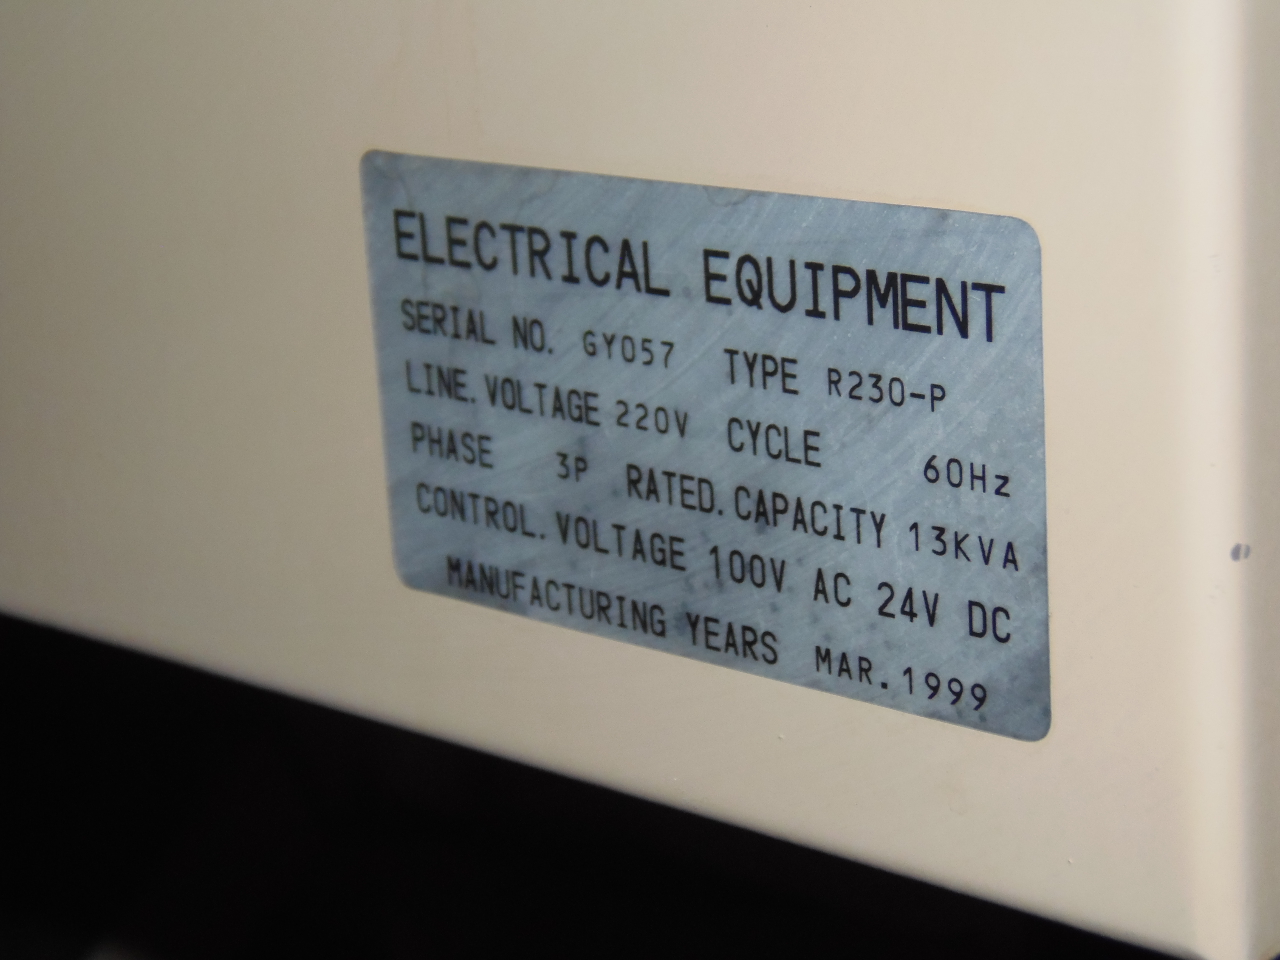 ELECTRICAL EQUIPMENT
SERIAL NO. GY057 TYPE R230-P
LINE.VOLTAGE 220V CYCLE 60Hz
PHASE 3P RATED.CAPACITY 13KVA
CONTROL.VOLTAGE 100V AC 24V DC
MANUFACTURING YEARS MAR.1999